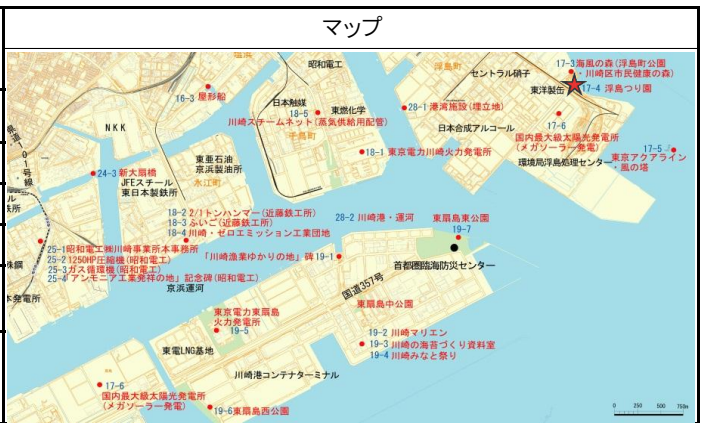 マップ
昭和電工
浮島町
セントラル硝子
17-3 海風の森(浮島町公園
・川崎区市民健康の森)
東洋製缶
17-4 浮島つり園
16-3 屋形船
日本触媒
18-5
東燃化学
川崎スチームネット(蒸気供給用配管)
千鳥町
28-1 港湾施設(埋立地)
日本合成アルコール
17-6
国内最大級太陽光発電所
(メガソーラー発電)
環境局浮島処理センター
17-5
東京アクアライン
・風の塔
NKK
県道101号線
東亜石油
京浜製油所
水江町
18-1 東京電力川崎火力発電所
24-3 新大扇橋
JFEスチール
東日本製鉄所
18-2 2/1トンハンマー(近藤鉄工所)
18-3 ふいご(近藤鉄工所)
18-4 川崎・ゼロエミッション工業団地
28-2 川崎港・運河
東扇島東公園
19-7
25-1 昭和電工㈱川崎事業所本事務所
25-2 1250HP圧縮機(昭和電工)
25-3 ガス循環機(昭和電工)
25-4 「アンモニア工業発祥の地」記念碑(昭和電工)
「川崎漁業ゆかりの地」碑 19-1
首都圏臨海防災センター
京浜運河
国道357号
東扇島中公園
東京電力東扇島
火力発電所
19-5
東電LNG基地
19-2 川崎マリエン
19-3 川崎の海苔づくり資料室
19-4 川崎みなと祭り
川崎港コンテナターミナル
17-6
国内最大級太陽光発電所
(メガソーラー発電)
19-6 東扇島西公園
0 250 500 750m